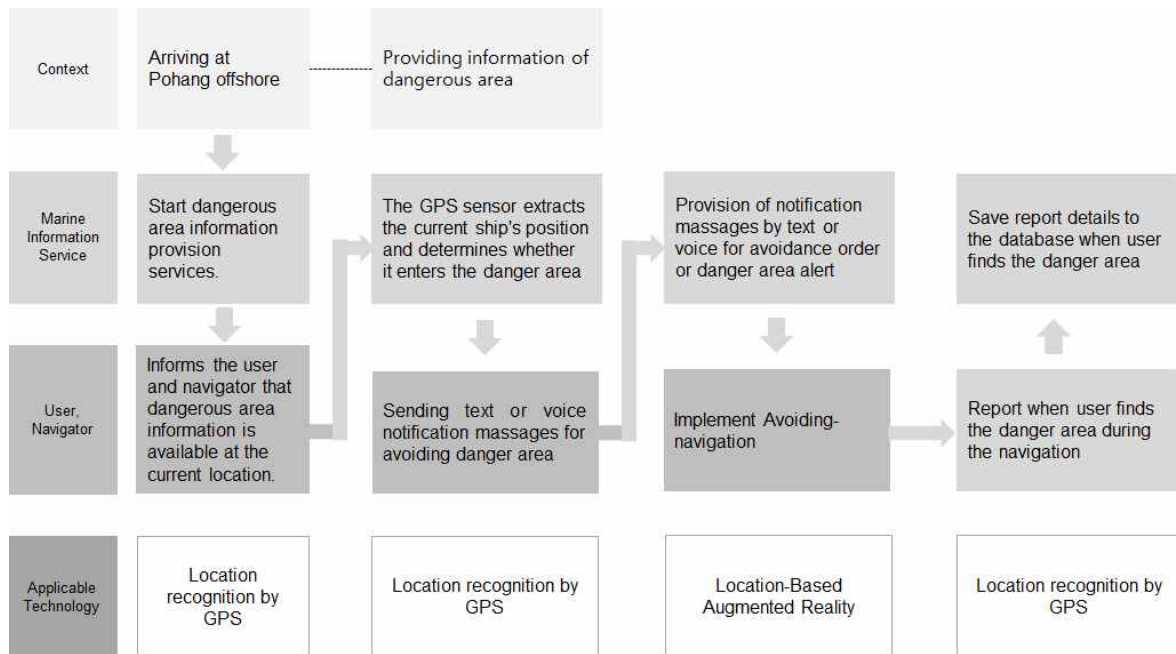 Context
Arriving at
Pohang offshore
Providing information of
dangerous area
Marine
Information
Service
Start dangerous
area information
provision
services.
The GPS sensor extracts
the current ship's position
and determines whether
it enters the danger area
Provision of notification
massages by text or
voice for avoidance order
or danger area alert
Save report details to
the database when user
finds the danger area
User,
Navigator
Informs the user
and navigator that
dangerous area
information is
available at the
current location.
Sending text or voice
notification massages for
avoiding danger area
Implement Avoiding-
navigation
Report when user finds
the danger area during
the navigation
Applicable
Technology
Location
recognition by
GPS
Location recognition by
GPS
Location-Based
Augmented Reality
Location recognition by
GPS